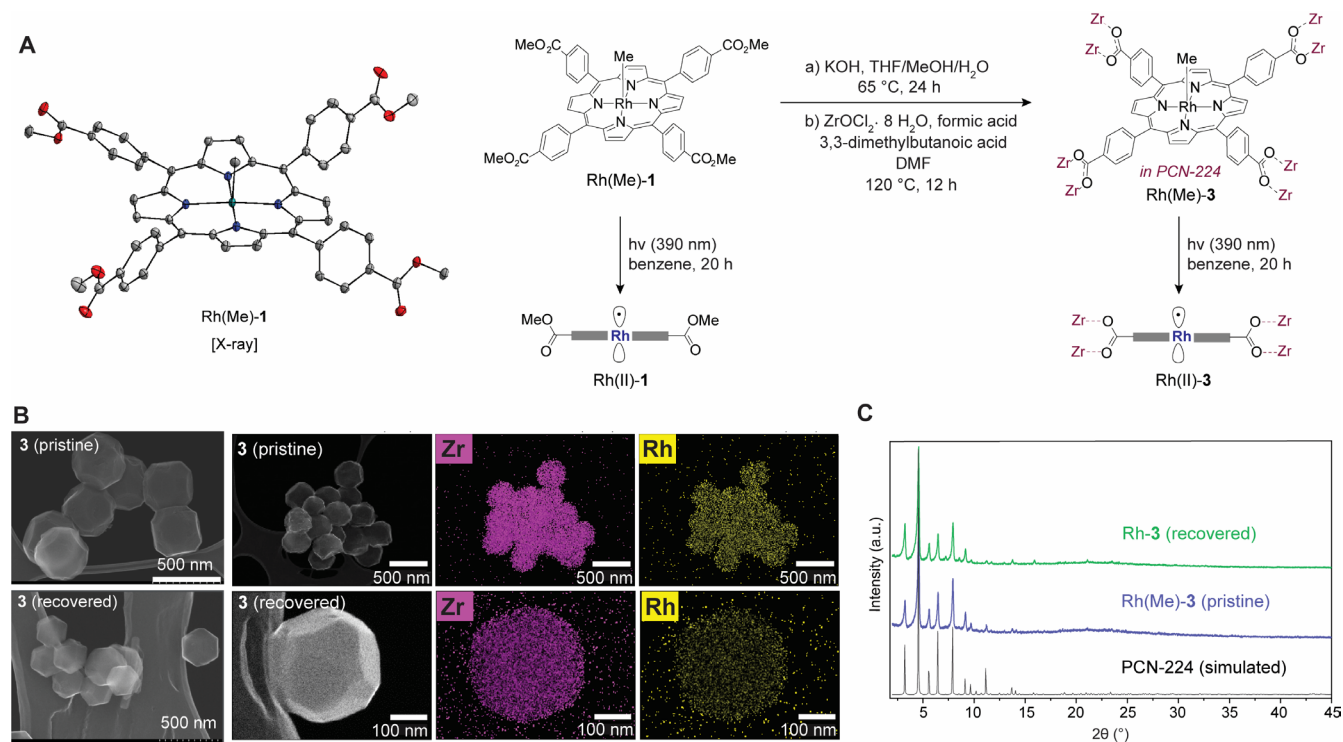 A
Rh(Me)-1
[X-ray]
MeO₂C
CO₂Me
Me
N
N
N
N
Rh
MeO₂C
CO₂Me
Rh(Me)-1
a) KOH, THF/MeOH/H₂O
65 °C, 24 h
b) ZrOCl₂· 8 H₂O, formic acid
3,3-dimethylbutanoic acid
DMF
120 °C, 12 h
Zr
Zr
O
O
Me
O
O
Zr
Zr
N
N
N
N
Rh
Zr
Zr
O
O
in PCN-224
O
O
Zr
Zr
Rh(Me)-3
hv (390 nm)
benzene, 20 h
MeO
O
Rh
OMe
O
Rh(II)-1
hv (390 nm)
benzene, 20 h
Zr
O
Zr
O
Rh
O
Zr
O
Zr
Rh(II)-3
B
3 (pristine)
500 nm
3 (pristine)
500 nm
Zr
500 nm
Rh
500 nm
3 (recovered)
500 nm
3 (recovered)
100 nm
Zr
100 nm
Rh
100 nm
C
Intensity (a.u.)
Rh-3 (recovered)
Rh(Me)-3 (pristine)
PCN-224 (simulated)
5 10 15 20 25 30 35 40 45
2θ (°)